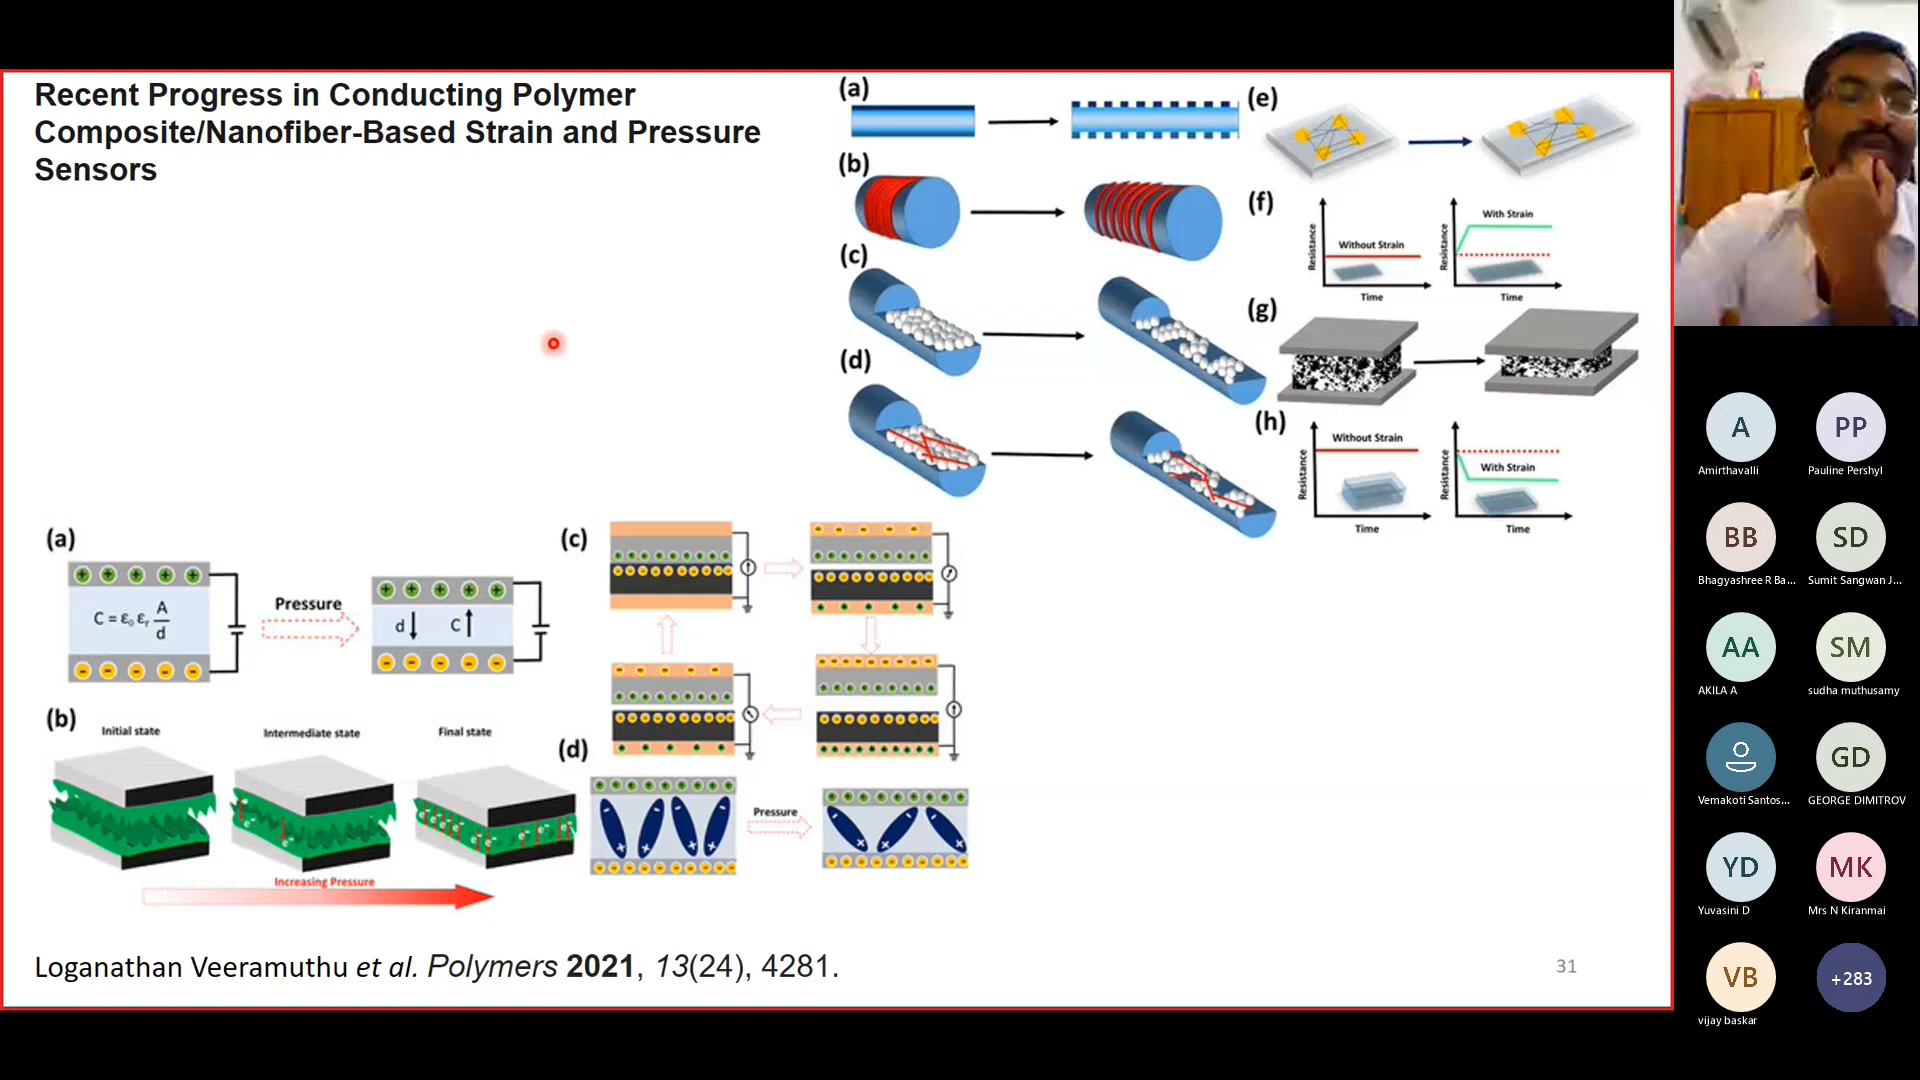 Recent Progress in Conducting Polymer
Composite/Nanofiber-Based Strain and Pressure
Sensors
(a)
(b)
(c)
(d)
(e)
(f)
Resistance
Without Strain
Time
Resistance
With Strain
Time
(g)
(h)
Resistance
Without Strain
Time
Resistance
With Strain
Time
(a)
C = ε₀ εᵣ A/d
Pressure
d C
(b)
Initial state
Intermediate state
Final state
Increasing Pressure
(c)
(d)
Pressure
Loganathan Veeramuthu et al. Polymers 2021, 13(24), 4281.
31
A
Amirthavalli
PP
Pauline Pershyl
BB
Bhagyashree R Ba...
SD
Sumit Sangwan J...
AA
AKILA A
SM
sudha muthusamy
Vemakoti Santos...
GD
GEORGE DIMITROV
YD
Yuvasini D
MK
Mrs N Kiranmai
VB
vijay baskar
+283